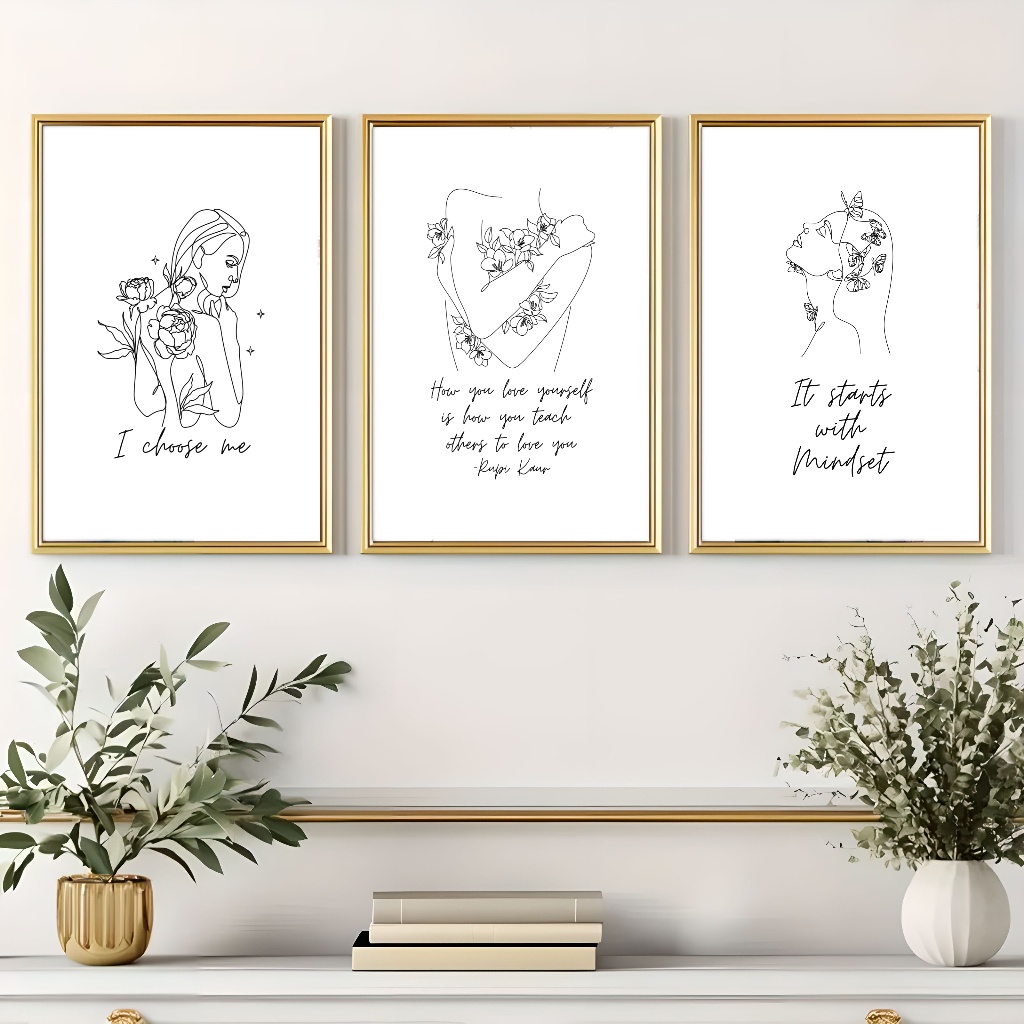 I choose me
How you love yourself
is how you teach
others to love you
-Rupi Kaur
It starts
with
Mindset